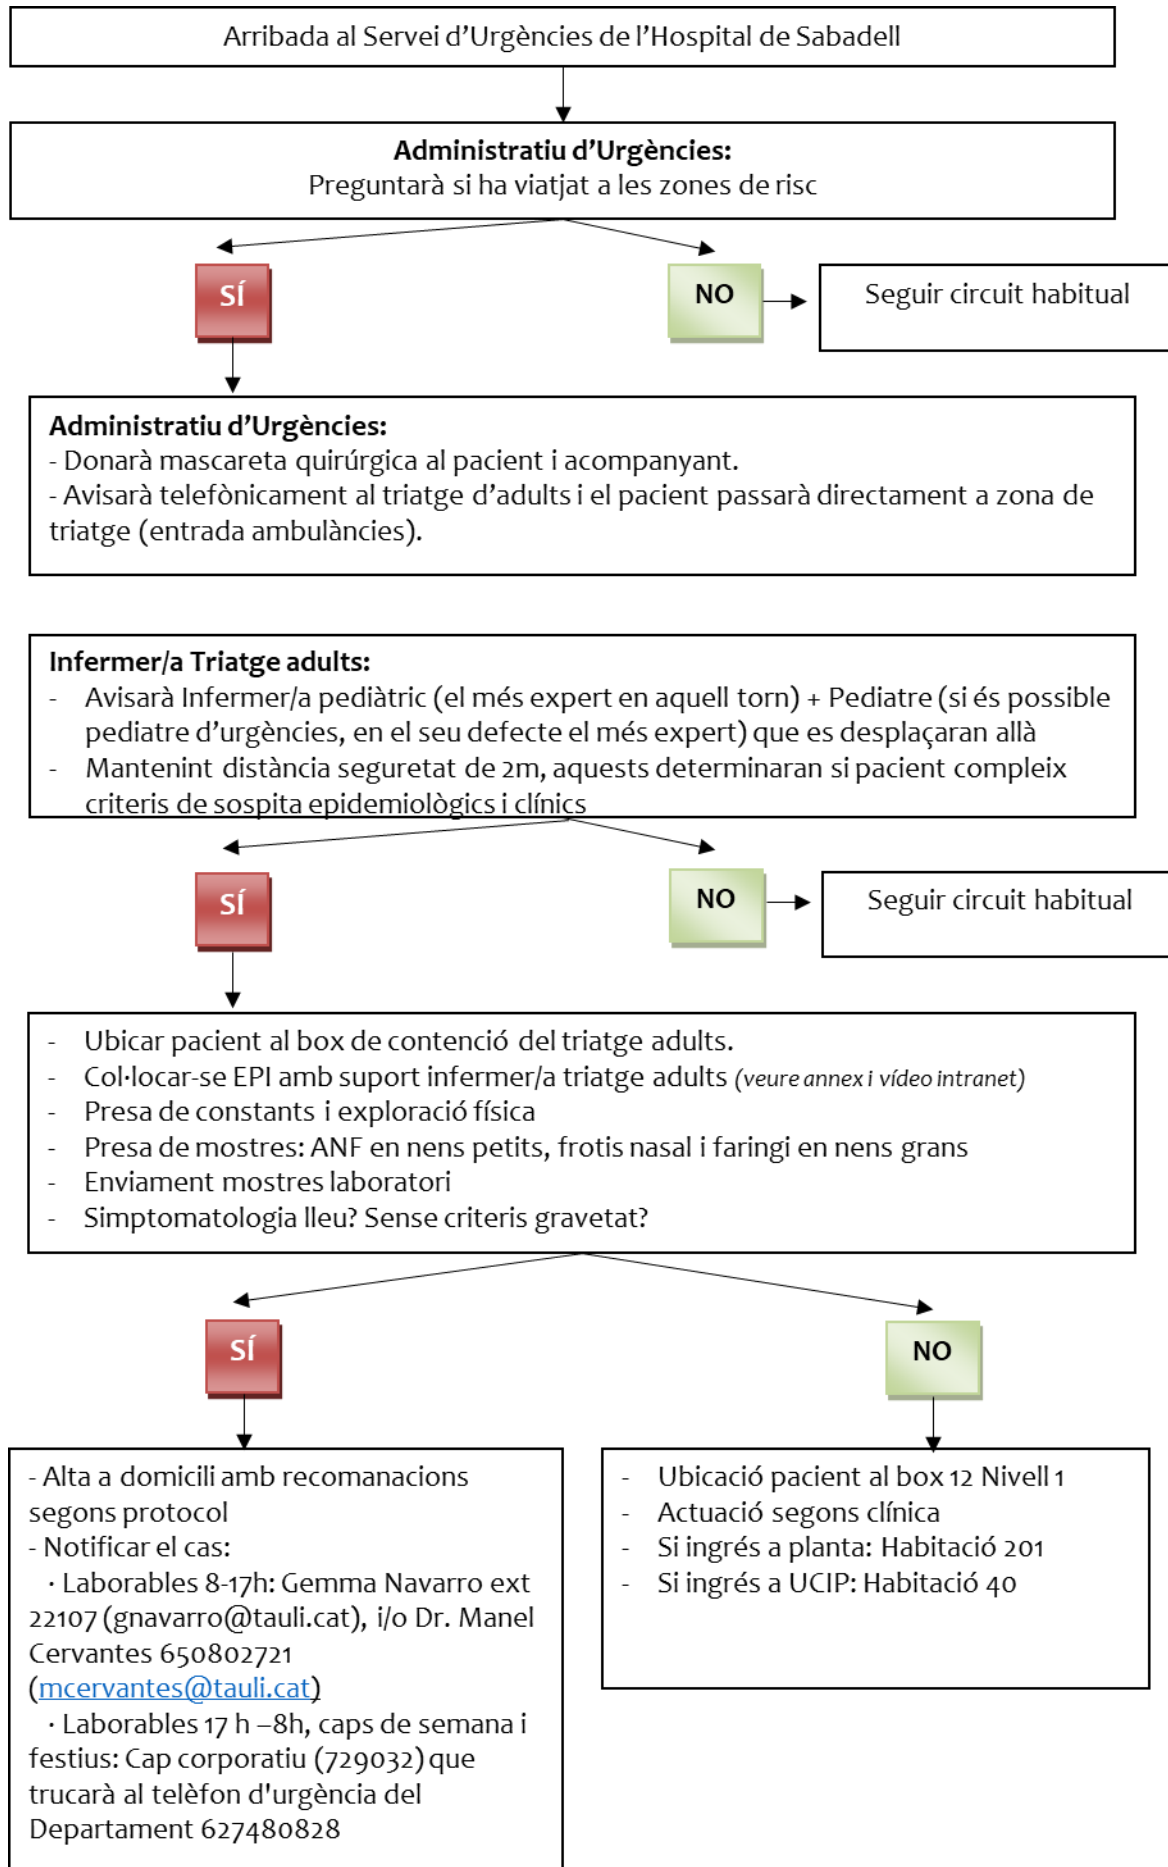 Arribada al Servei d’Urgències de l’Hospital de Sabadell
Administratiu d’Urgències:
Preguntarà si ha viatjat a les zones de risc
SÍ
NO
Seguir circuit habitual
Administratiu d’Urgències:
- Donarà mascareta quirúrgica al pacient i acompanyant.
- Avisarà telefònicament al triatge d’adults i el pacient passarà directament a zona de
triatge (entrada ambulàncies).
Infermer/a Triatge adults:
- Avisarà Infermer/a pediàtric (el més expert en aquell torn) + Pediatre (si és possible
pediatre d’urgències, en el seu defecte el més expert) que es desplaçaran allà
- Mantenint distància seguretat de 2m, aquests determinaran si pacient compleix
criteris de sospita epidemiològics i clínics
SÍ
NO
Seguir circuit habitual
- Ubicar pacient al box de contenció del triatge adults.
- Col·locar-se EPI amb suport infermer/a triatge adults (veure annex i vídeo intranet)
- Presa de constants i exploració física
- Presa de mostres: ANF en nens petits, frotis nasal i faringi en nens grans
- Enviament mostres laboratori
- Simptomatologia lleu? Sense criteris gravetat?
SÍ
NO
- Alta a domicili amb recomanacions
segons protocol
- Notificar el cas:
· Laborables 8-17h: Gemma Navarro ext
22107 (gnavarro@tauli.cat), i/o Dr. Manel
Cervantes 650802721
(mcervantes@tauli.cat)
· Laborables 17 h –8h, caps de semana i
festius: Cap corporatiu (729032) que
trucarà al telèfon d'urgència del
Departament 627480828
- Ubicació pacient al box 12 Nivell 1
- Actuació segons clínica
- Si ingrés a planta: Habitació 201
- Si ingrés a UCIP: Habitació 40